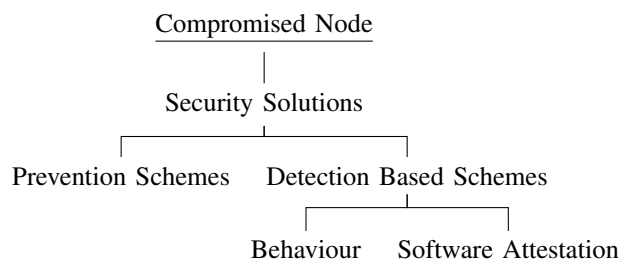 Compromised Node
Security Solutions
Prevention Schemes Detection Based Schemes
Behaviour Software Attestation